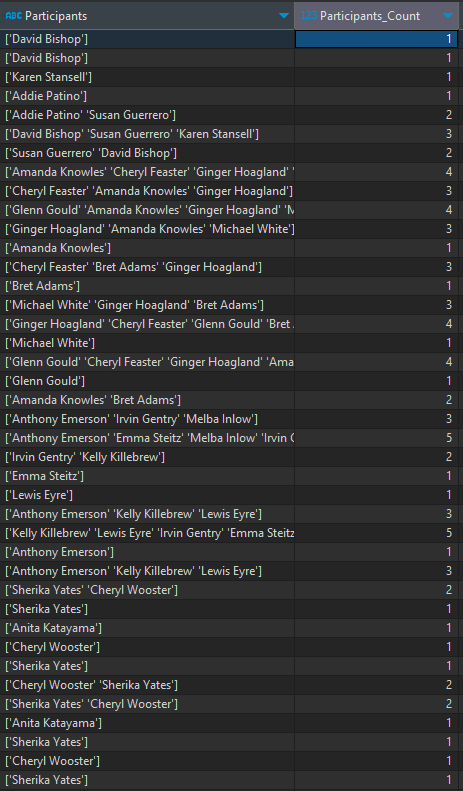 ABC Participants 123 Participants_Count
['David Bishop'] 1
['David Bishop'] 1
['Karen Stansell'] 1
['Addie Patino'] 1
['Addie Patino' 'Susan Guerrero'] 2
['David Bishop' 'Susan Guerrero' 'Karen Stansell'] 3
['Susan Guerrero' 'David Bishop'] 2
['Amanda Knowles' 'Cheryl Feaster' 'Ginger Hoagland' ' 4
['Cheryl Feaster' 'Amanda Knowles' 'Ginger Hoagland'] 3
['Glenn Gould' 'Amanda Knowles' 'Ginger Hoagland' 'M 4
['Ginger Hoagland' 'Amanda Knowles' 'Michael White'] 3
['Amanda Knowles'] 1
['Cheryl Feaster' 'Bret Adams' 'Ginger Hoagland'] 3
['Bret Adams'] 1
['Michael White' 'Ginger Hoagland' 'Bret Adams'] 3
['Ginger Hoagland' 'Cheryl Feaster' 'Glenn Gould' 'Bret 4
['Michael White'] 1
['Glenn Gould' 'Cheryl Feaster' 'Ginger Hoagland' 'Ama 4
['Glenn Gould'] 1
['Amanda Knowles' 'Bret Adams'] 2
['Anthony Emerson' 'Irvin Gentry' 'Melba Inlow'] 3
['Anthony Emerson' 'Emma Steitz' 'Melba Inlow' 'Irvin G 5
['Irvin Gentry' 'Kelly Killebrew'] 2
['Emma Steitz'] 1
['Lewis Eyre'] 1
['Anthony Emerson' 'Kelly Killebrew' 'Lewis Eyre'] 3
['Kelly Killebrew' 'Lewis Eyre' 'Irvin Gentry' 'Emma Steitz 5
['Anthony Emerson'] 1
['Anthony Emerson' 'Kelly Killebrew' 'Lewis Eyre'] 3
['Sherika Yates' 'Cheryl Wooster'] 2
['Sherika Yates'] 1
['Anita Katayama'] 1
['Cheryl Wooster'] 1
['Sherika Yates'] 1
['Cheryl Wooster' 'Sherika Yates'] 2
['Sherika Yates' 'Cheryl Wooster'] 2
['Anita Katayama'] 1
['Sherika Yates'] 1
['Cheryl Wooster'] 1
['Sherika Yates'] 1